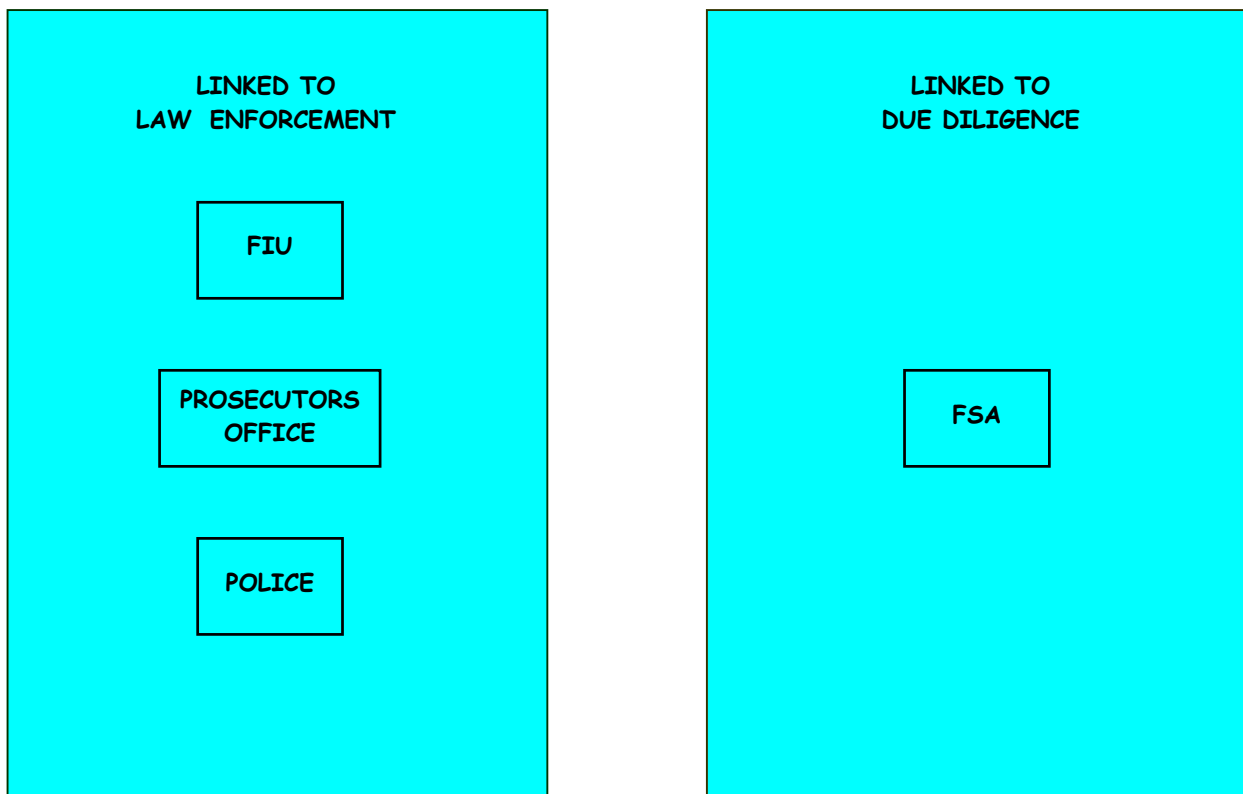 LINKED TO
LAW ENFORCEMENT
FIU
PROSECUTORS
OFFICE
POLICE
LINKED TO
DUE DILIGENCE
FSA